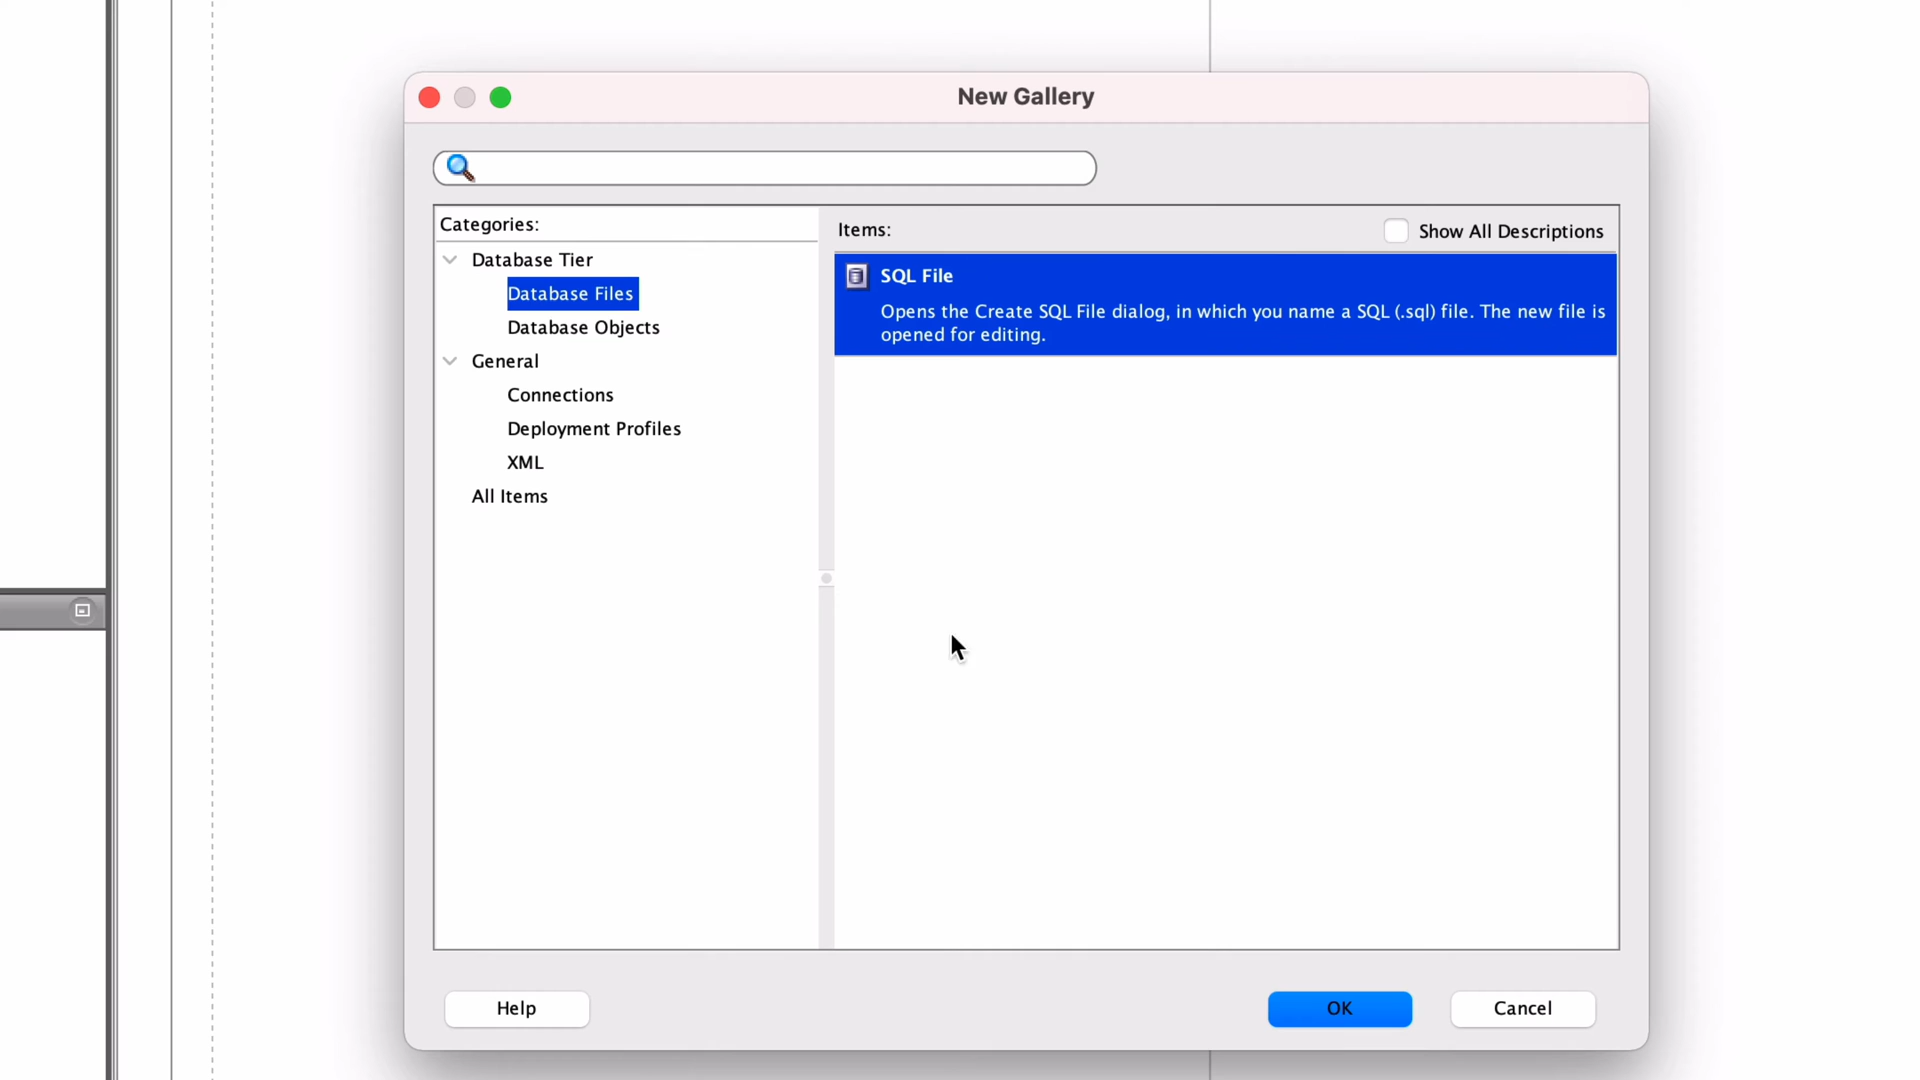 New Gallery
Categories:
Database Tier
Database Files
Database Objects
General
Connections
Deployment Profiles
XML
All Items
Items:
Show All Descriptions
SQL File
Opens the Create SQL File dialog, in which you name a SQL (.sql) file. The new file is
opened for editing.
Help
OK
Cancel